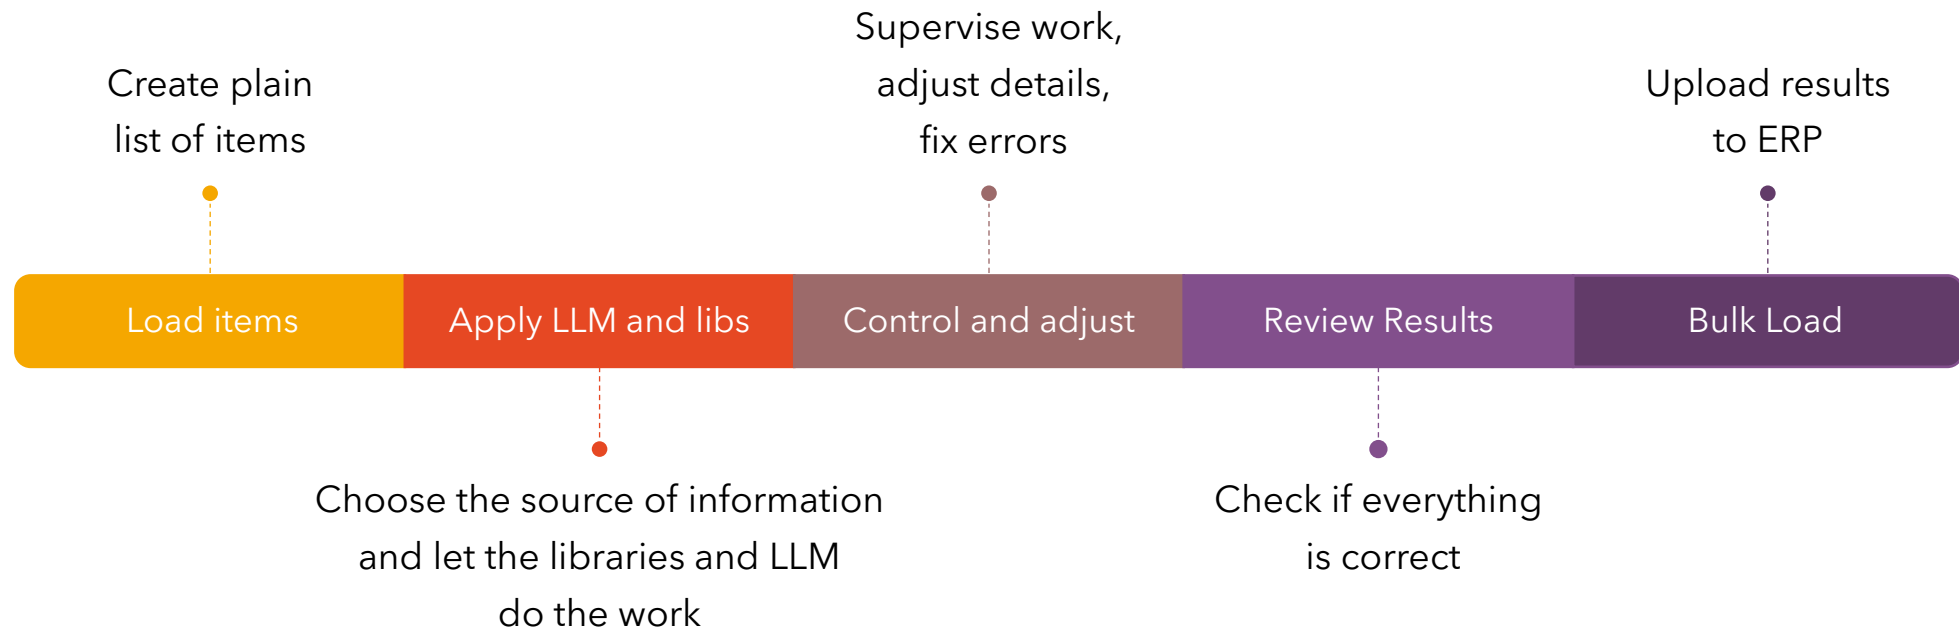 Create plain
list of items
Supervise work,
adjust details,
fix errors
Upload results
to ERP
Load items
Apply LLM and libs
Control and adjust
Review Results
Bulk Load
Choose the source of information
and let the libraries and LLM
do the work
Check if everything
is correct